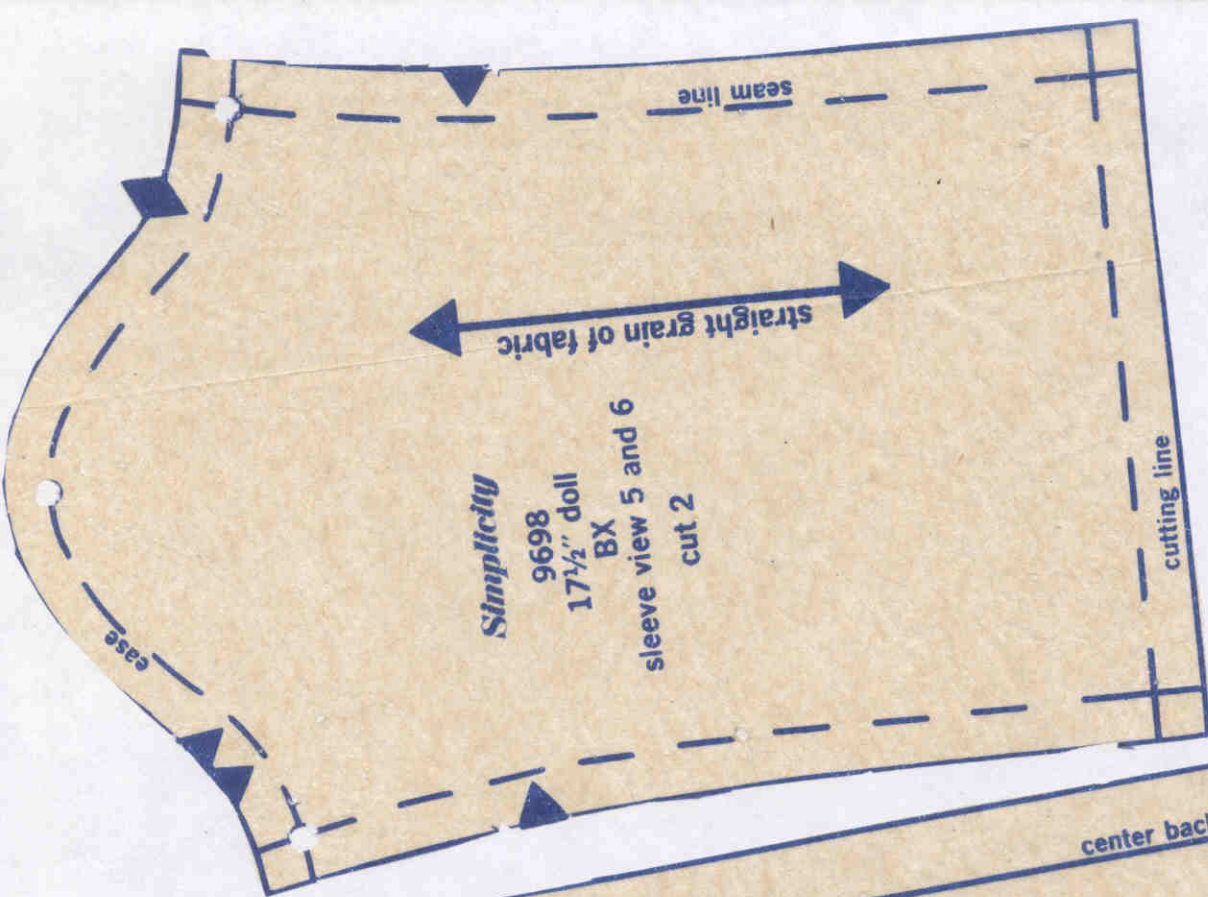 seam line
straight grain of fabric
Simplicity
9698
17½" doll
BX
sleeve view 5 and 6
cut 2
ease
cutting line
center back